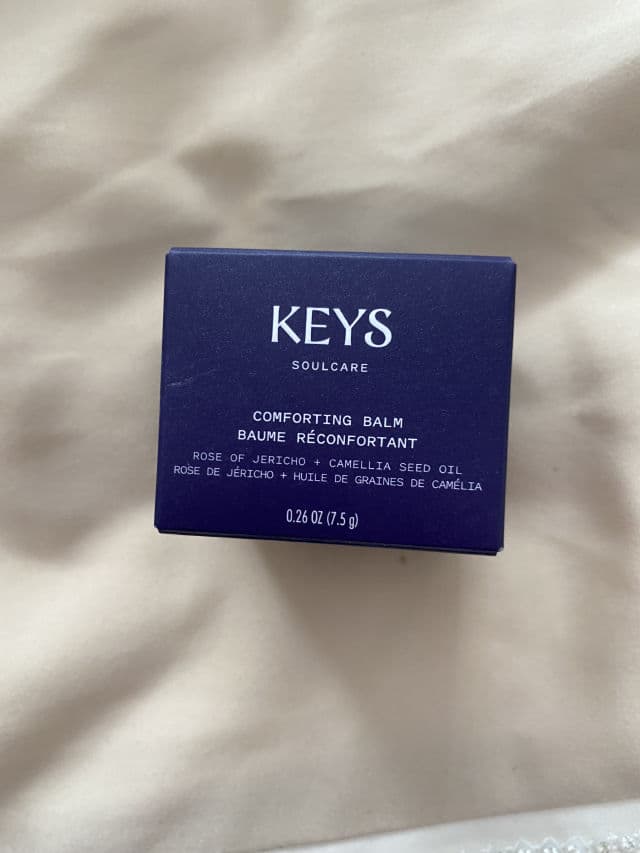 KEYS
SOULCARE
COMFORTING BALM
BAUME RÉCONFORTANT
ROSE OF JERICHO + CAMELLIA SEED OIL
ROSE DE JÉRICHO + HUILE DE GRAINES DE CAMÉLIA
0.26 OZ (7.5 g)